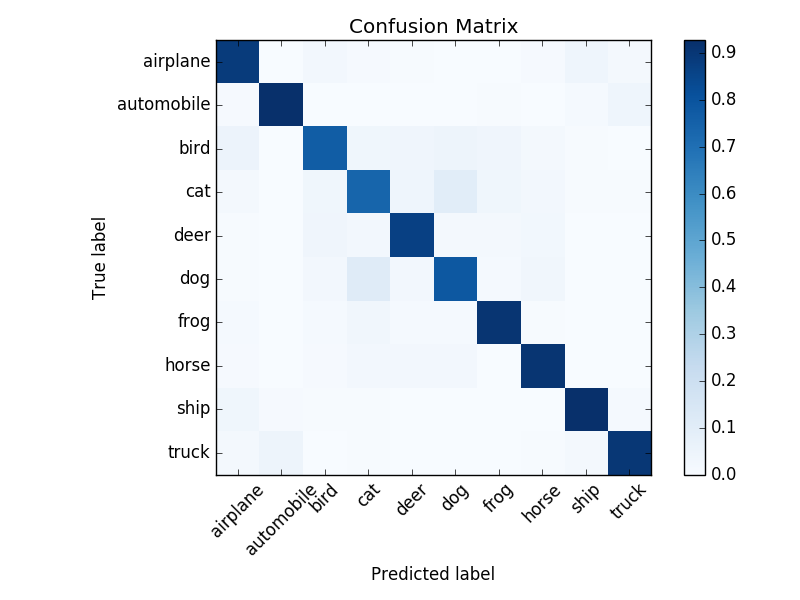 Confusion Matrix
airplane
automobile
bird
cat
deer
dog
frog
horse
ship
truck
True label
airplane
automobile
bird
cat
deer
dog
frog
horse
ship
truck
Predicted label
0.9
0.8
0.7
0.6
0.5
0.4
0.3
0.2
0.1
0.0